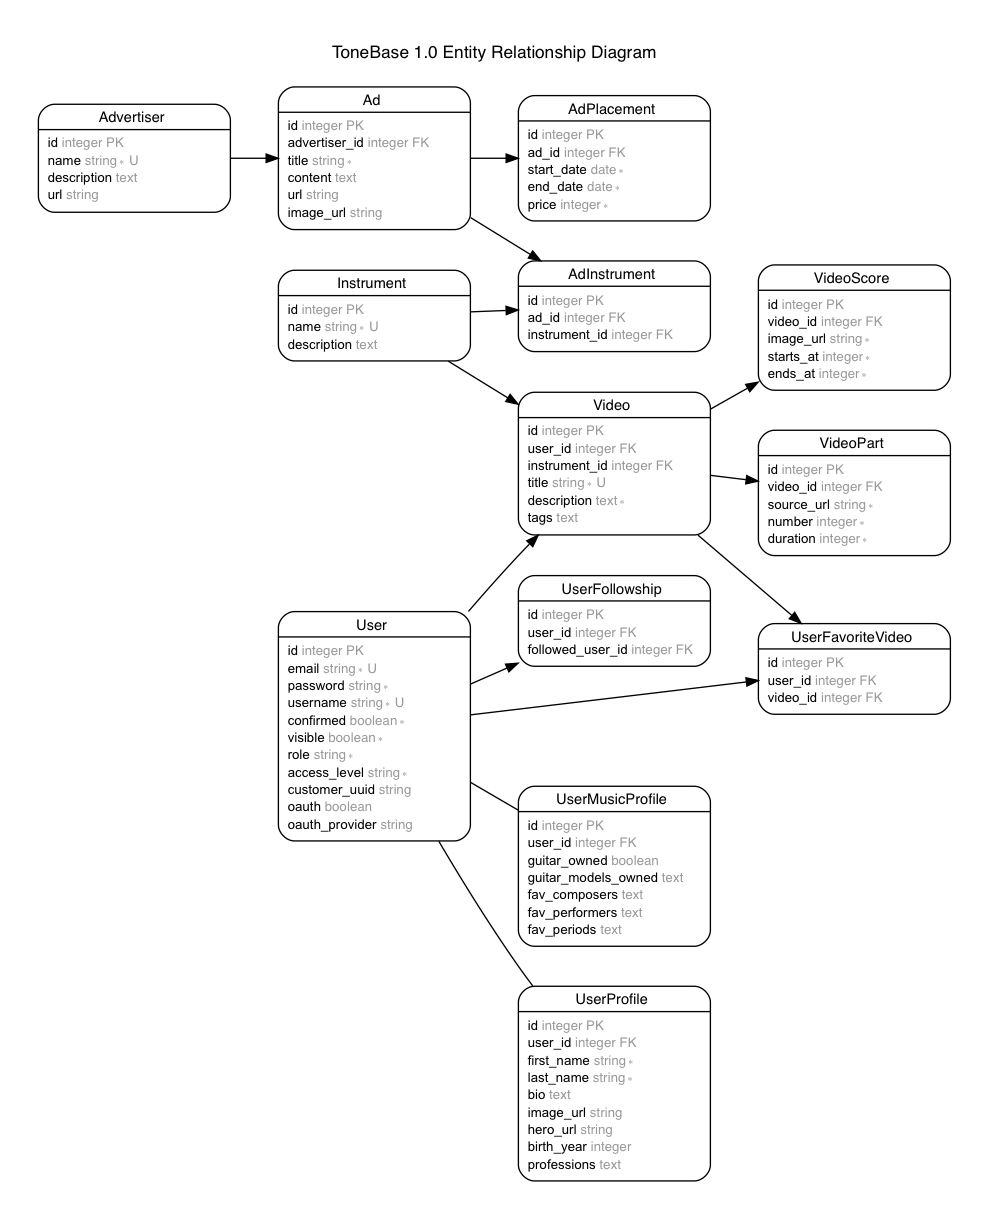 ToneBase 1.0 Entity Relationship Diagram
Advertiser
id integer PK
name string * U
description text
url string
Ad
id integer PK
advertiser_id integer FK
title string *
content text
url string
image_url string
AdPlacement
id integer PK
ad_id integer FK
start_date date *
end_date date *
price integer *
Instrument
id integer PK
name string * U
description text
AdInstrument
id integer PK
ad_id integer FK
instrument_id integer FK
VideoScore
id integer PK
video_id integer FK
image_url string *
starts_at integer *
ends_at integer *
Video
id integer PK
user_id integer FK
instrument_id integer FK
title string * U
description text *
tags text
VideoPart
id integer PK
video_id integer FK
source_url string *
number integer *
duration integer *
User
id integer PK
email string * U
password string *
username string * U
confirmed boolean *
visible boolean *
role string *
access_level string *
customer_uuid string
oauth boolean
oauth_provider string
UserFollowship
id integer PK
user_id integer FK
followed_user_id integer FK
UserFavoriteVideo
id integer PK
user_id integer FK
video_id integer FK
UserMusicProfile
id integer PK
user_id integer FK
guitar_owned boolean
guitar_models_owned text
fav_composers text
fav_performers text
fav_periods text
UserProfile
id integer PK
user_id integer FK
first_name string *
last_name string *
bio text
image_url string
hero_url string
birth_year integer
professions text